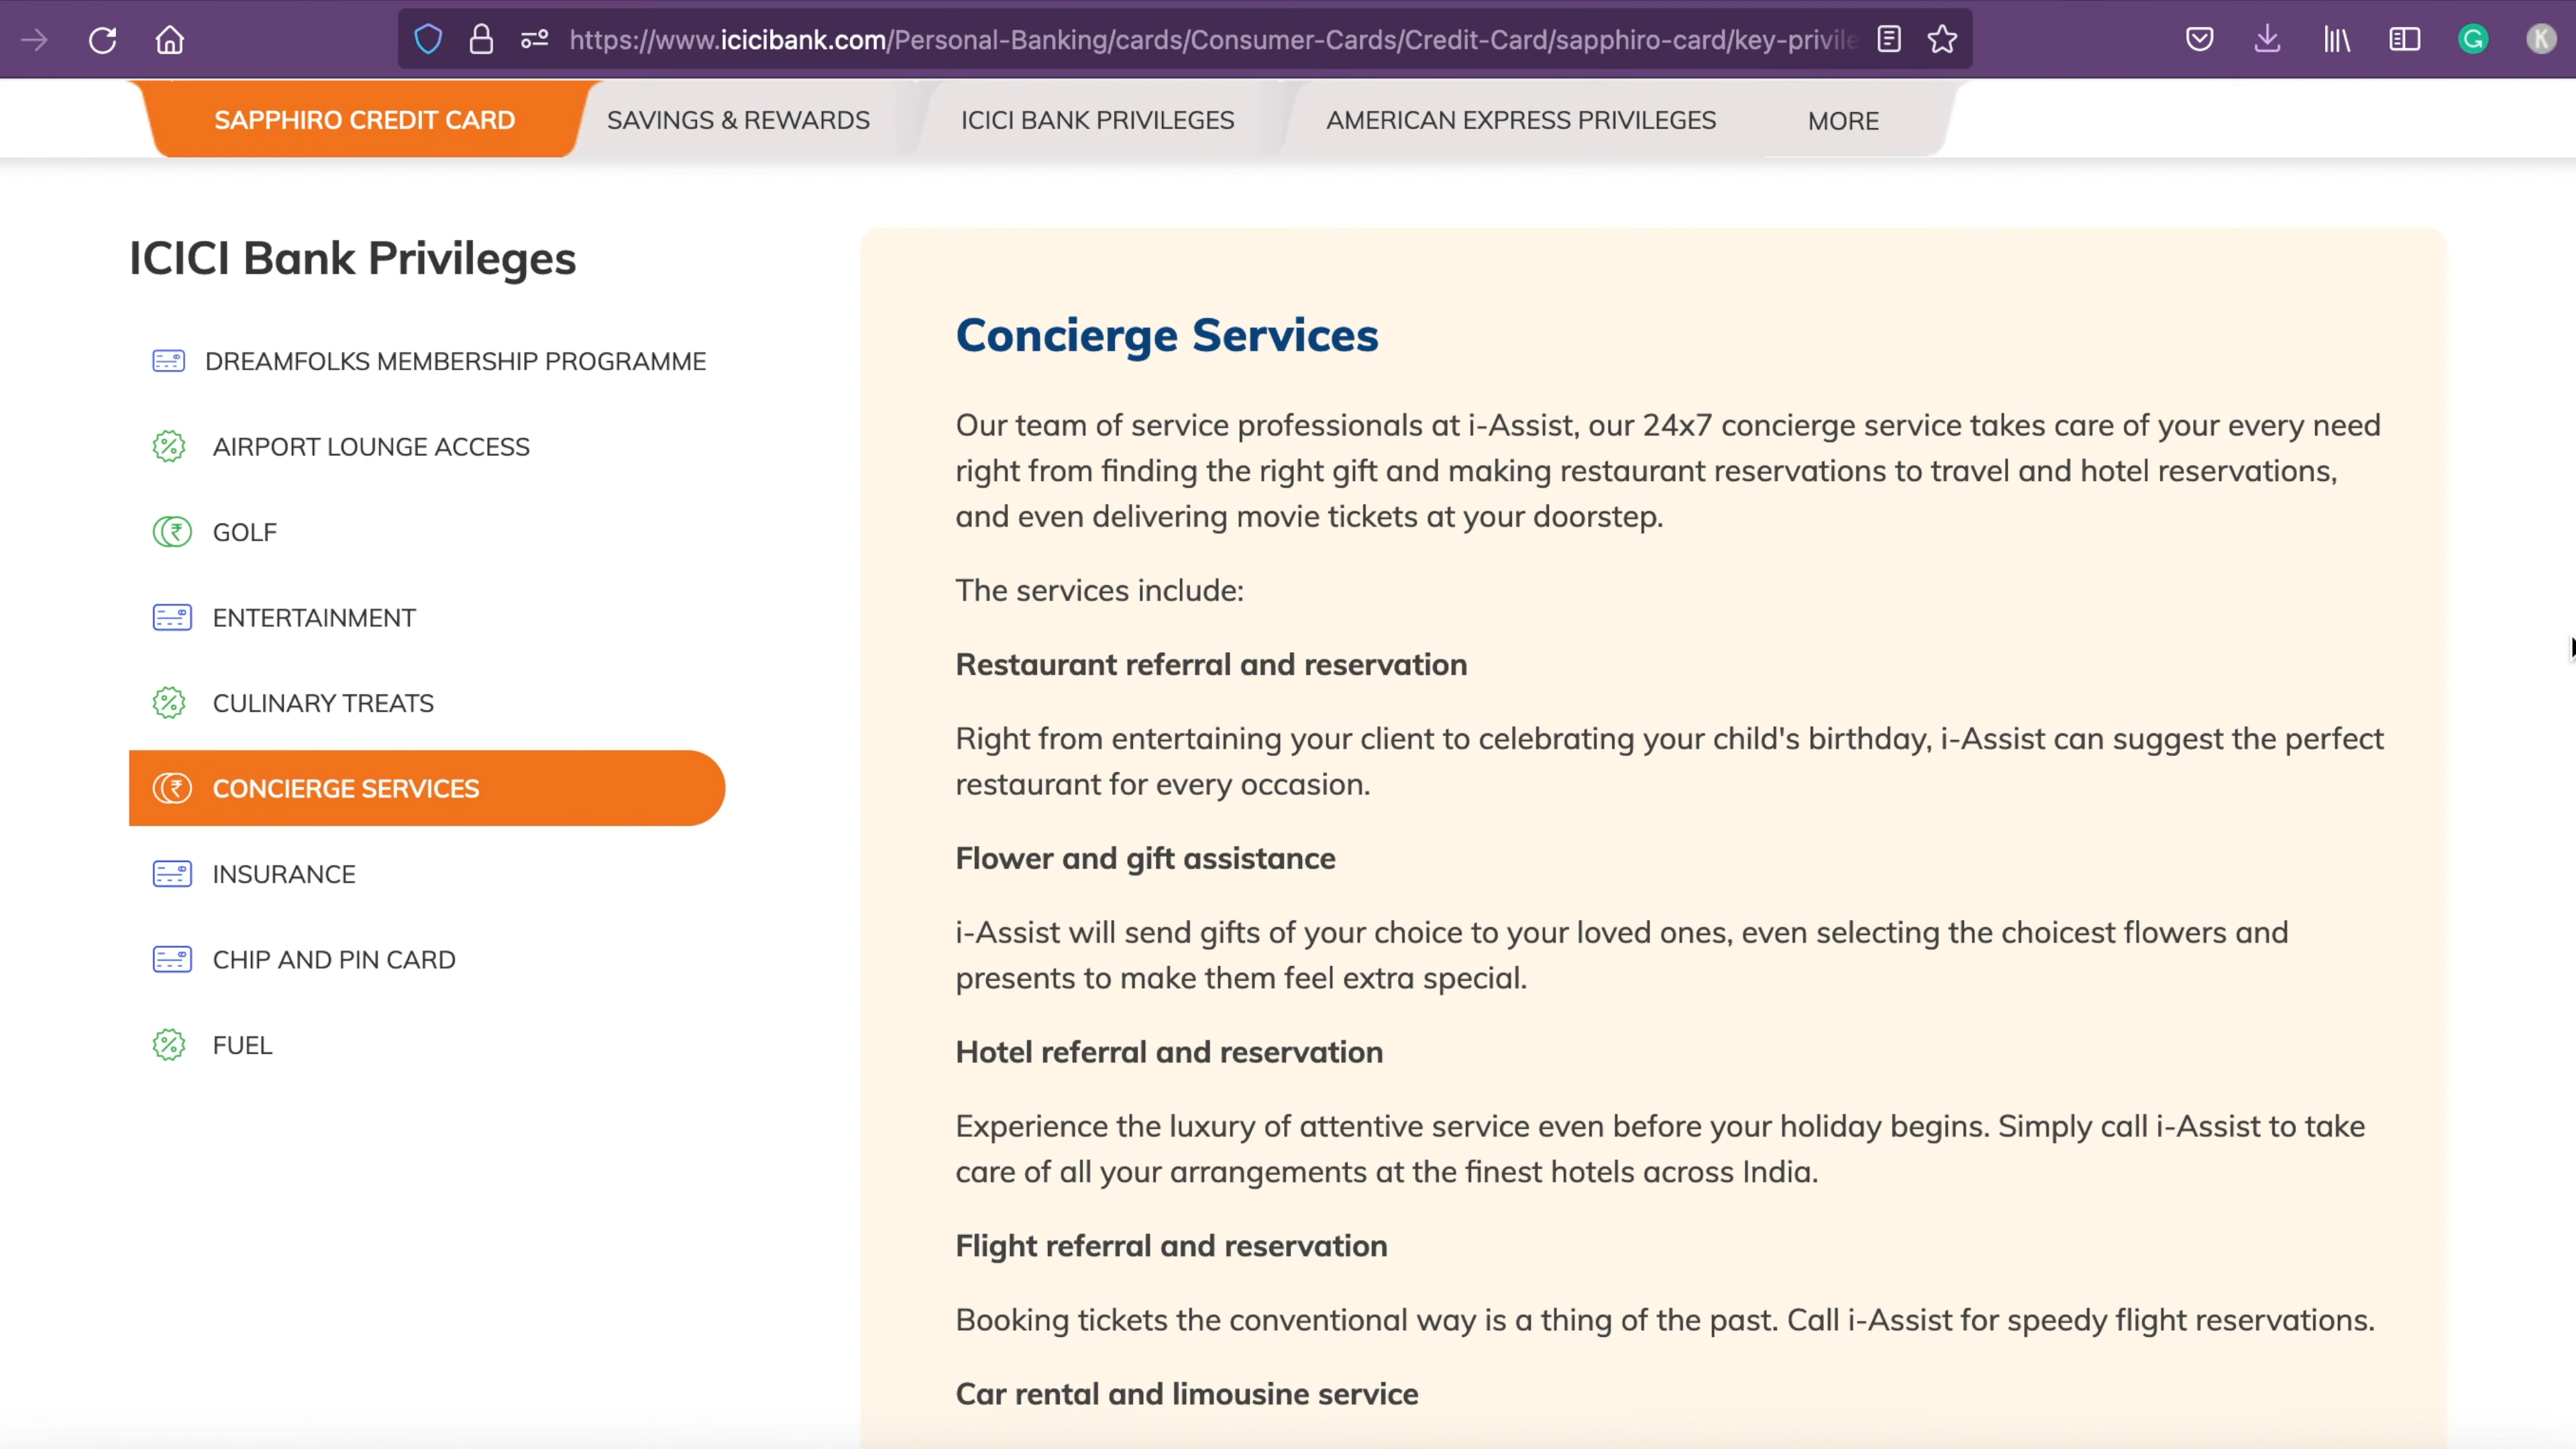 https://www.icicibank.com/Personal-Banking/cards/Consumer-Cards/Credit-Card/sapphiro-card/key-privile
G
K
SAPPHIRO CREDIT CARD
SAVINGS & REWARDS
ICICI BANK PRIVILEGES
AMERICAN EXPRESS PRIVILEGES
MORE
ICICI Bank Privileges
DREAMFOLKS MEMBERSHIP PROGRAMME
AIRPORT LOUNGE ACCESS
GOLF
ENTERTAINMENT
CULINARY TREATS
CONCIERGE SERVICES
INSURANCE
CHIP AND PIN CARD
FUEL
Concierge Services
Our team of service professionals at i-Assist, our 24x7 concierge service takes care of your every need
right from finding the right gift and making restaurant reservations to travel and hotel reservations,
and even delivering movie tickets at your doorstep.
The services include:
Restaurant referral and reservation
Right from entertaining your client to celebrating your child's birthday, i-Assist can suggest the perfect
restaurant for every occasion.
Flower and gift assistance
i-Assist will send gifts of your choice to your loved ones, even selecting the choicest flowers and
presents to make them feel extra special.
Hotel referral and reservation
Experience the luxury of attentive service even before your holiday begins. Simply call i-Assist to take
care of all your arrangements at the finest hotels across India.
Flight referral and reservation
Booking tickets the conventional way is a thing of the past. Call i-Assist for speedy flight reservations.
Car rental and limousine service